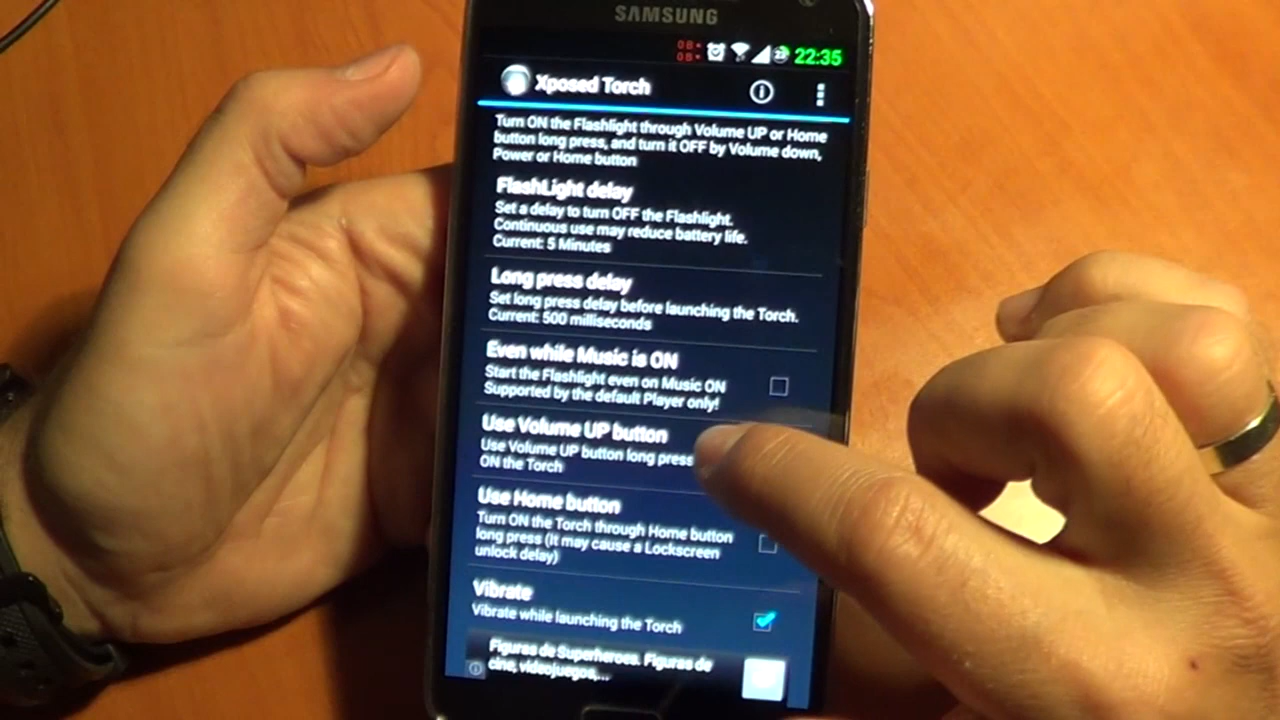 SAMSUNG
22:35
Xposed Torch
Turn ON the Flashlight through Volume UP or Home
button long press, and turn it OFF by Volume down,
Power or Home button
FlashLight delay
Set a delay to turn OFF the Flashlight.
Continuous use may reduce battery life.
Current: 5 Minutes
Long press delay
Set long press delay before launching the Torch.
Current: 500 milliseconds
Even while Music is ON
Start the Flashlight even on Music ON
Supported by the default Player only!
Use Volume UP button
Use Volume UP button long press
ON the Torch
Use Home button
Turn ON the Torch through Home button
long press (It may cause a Lockscreen
unlock delay)
Vibrate
Vibrate while launching the Torch
Figuras de Superheroes. Figuras de
cine, videojuegos,...